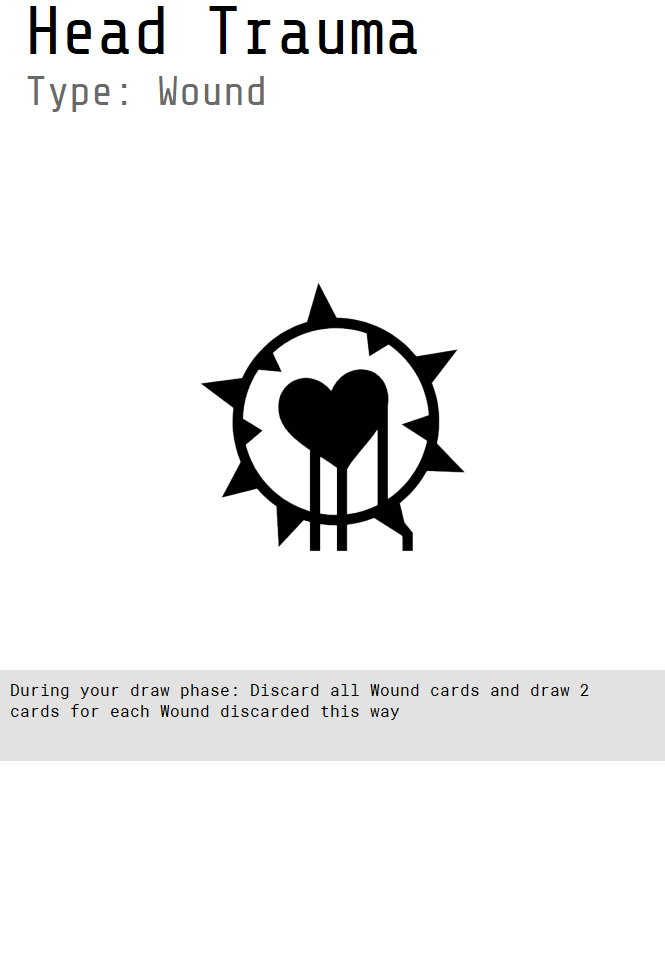 Head Trauma
Type: Wound
During your draw phase: Discard all Wound cards and draw 2
cards for each Wound discarded this way